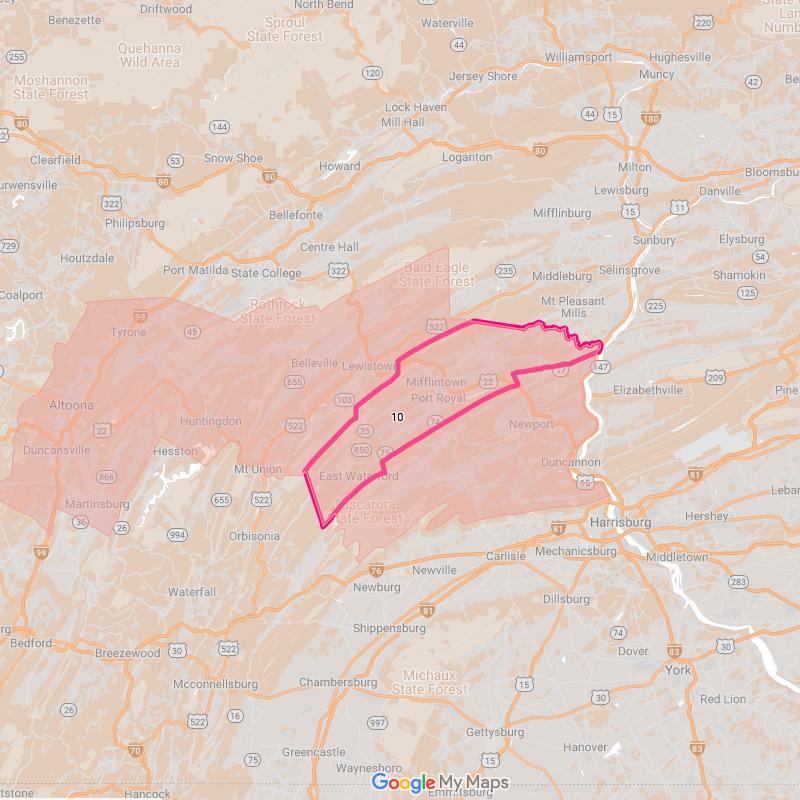 Driftwood
North Bend
Benezette
Sproul
State Forest
Waterville
220
44
Quehanna
Wild Area
255
Williamsport
Hughesville
Muncy
Moshannon
State Forest
120
Jersey Shore
42
Lock Haven
Mill Hall
44
15
180
80
144
Clearfield
53
Snow Shoe
80
Loganton
80
Howard
Milton
Bloomsburg
80
Lewisburg
Danville
322
Bellefonte
15
11
Philipsburg
Mifflinburg
729
Centre Hall
Sunbury
Elysburg
54
Houtzdale
Port Matilda
State College
322
Bald Eagle
State Forest
235
Middleburg
Selinsgrove
Shamokin
Coalport
99
Rothrock
State Forest
Mt Pleasant
Mills
225
125
Tyrone
45
522
Belleville
Lewistown
17
147
655
Mifflintown
22
209
Elizabethville
Altoona
103
Port Royal
22
Huntingdon
522
10
74
Newport
35
Duncansville
850
75
Hesston
Mt Union
Duncannon
81
866
East Waterford
15
Martinsburg
655
522
36
26
Tuscarora
State Forest
81
Harrisburg
Hershey
994
Orbisonia
Carlisle
Mechanicsburg
99
76
Newville
Middletown
Waterfall
Newburg
283
81
Dillsburg
Bedford
Shippensburg
74
Breezewood
30
522
Dover
83
30
Michaux
State Forest
York
Mcconnellsburg
Chambersburg
15
30
Red Lion
26
522
16
997
Gettysburg
70
75
Greencastle
15
Hanover
83
Waynesboro
Google My Maps
Hancock
Emmitsburg